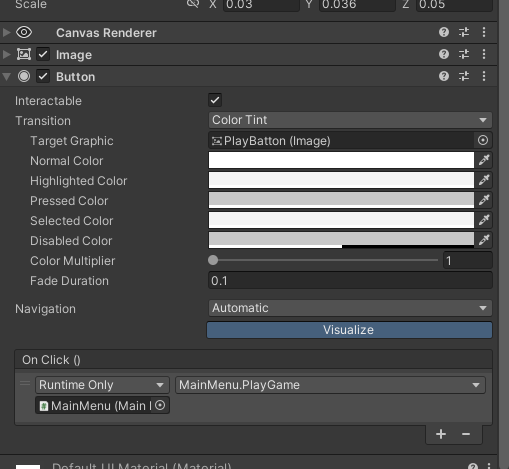 Scale X 0.03 Y 0.036 Z 0.05
Canvas Renderer
Image
Button
Interactable
Transition Color Tint
Target Graphic PlayBatton (Image)
Normal Color
Highlighted Color
Pressed Color
Selected Color
Disabled Color
Color Multiplier 1
Fade Duration 0.1
Navigation Automatic
Visualize
On Click ()
Runtime Only MainMenu.PlayGame
MainMenu (Main
Default UI Material (Material)